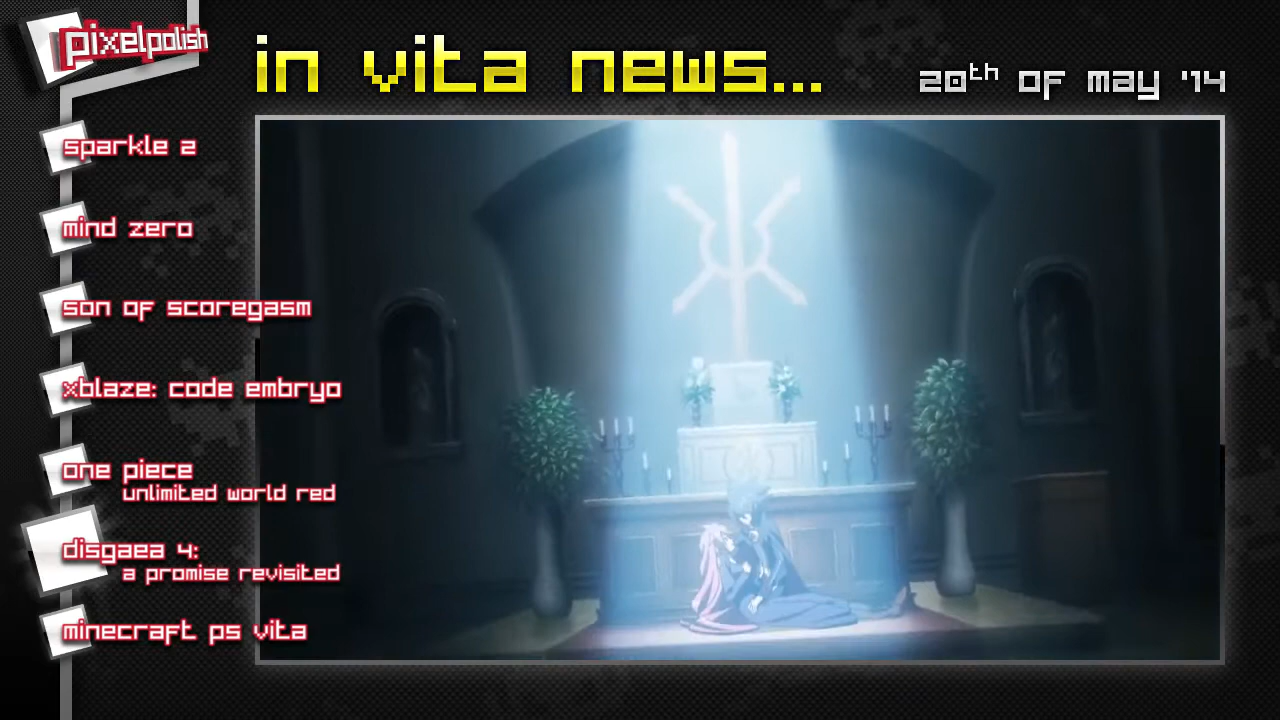 pixelpolish
in vita news...
20th of may '14
sparkle 2
mind zero
son of scoregasm
xblaze: code embryo
one piece
unlimited world red
disgaea 4:
a promise revisited
minecraft ps vita